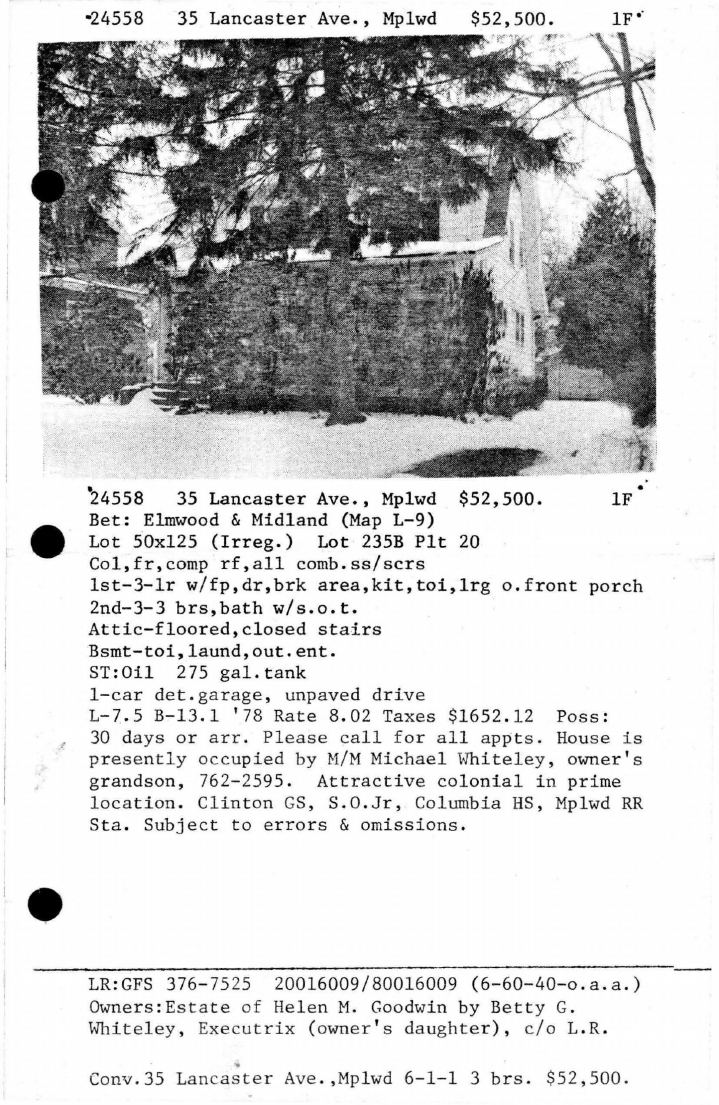 24558 35 Lancaster Ave., Mplwd $52,500. 1F
24558 35 Lancaster Ave., Mplwd $52,500. 1F
Bet: Elmwood & Midland (Map L-9)
Lot 50x125 (Irreg.) Lot 235B Plt 20
Col,fr,comp rf,all comb.ss/scrs
1st-3-lr w/fp,dr,brk area,kit,toi,lrg o.front porch
2nd-3-3 brs,bath w/s.o.t.
Attic-floored,closed stairs
Bsmt-toi,laund,out.ent.
ST:Oil 275 gal.tank
1-car det.garage, unpaved drive
L-7.5 B-13.1 '78 Rate 8.02 Taxes $1652.12 Poss:
30 days or arr. Please call for all appts. House is
presently occupied by M/M Michael Whiteley, owner's
grandson, 762-2595. Attractive colonial in prime
location. Clinton GS, S.O.Jr, Columbia HS, Mplwd RR
Sta. Subject to errors & omissions.
LR:GFS 376-7525 20016009/80016009 (6-60-40-o.a.a.)
Owners:Estate of Helen M. Goodwin by Betty G.
Whiteley, Executrix (owner's daughter), c/o L.R.
Conv.35 Lancaster Ave.,Mplwd 6-1-1 3 brs. $52,500.